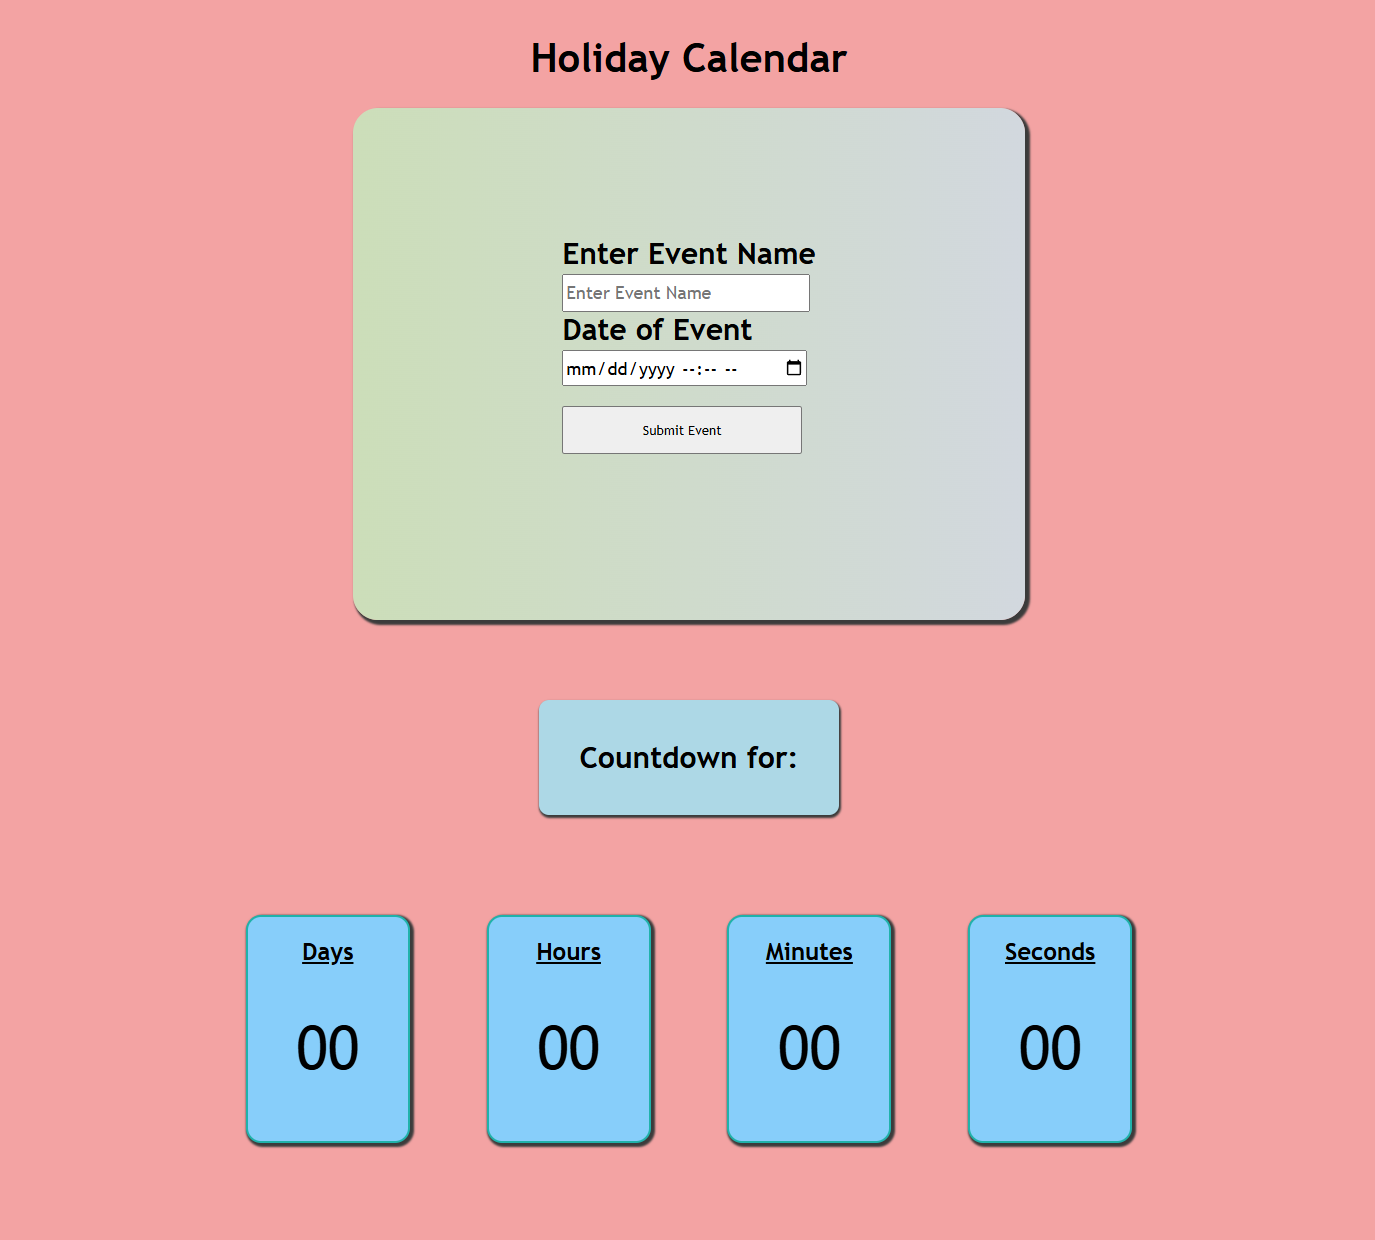 Holiday Calendar
Enter Event Name
Enter Event Name
Date of Event
mm/dd/yyyy --:-- --
Submit Event
Countdown for:
Days Hours Minutes Seconds
00 00 00 00